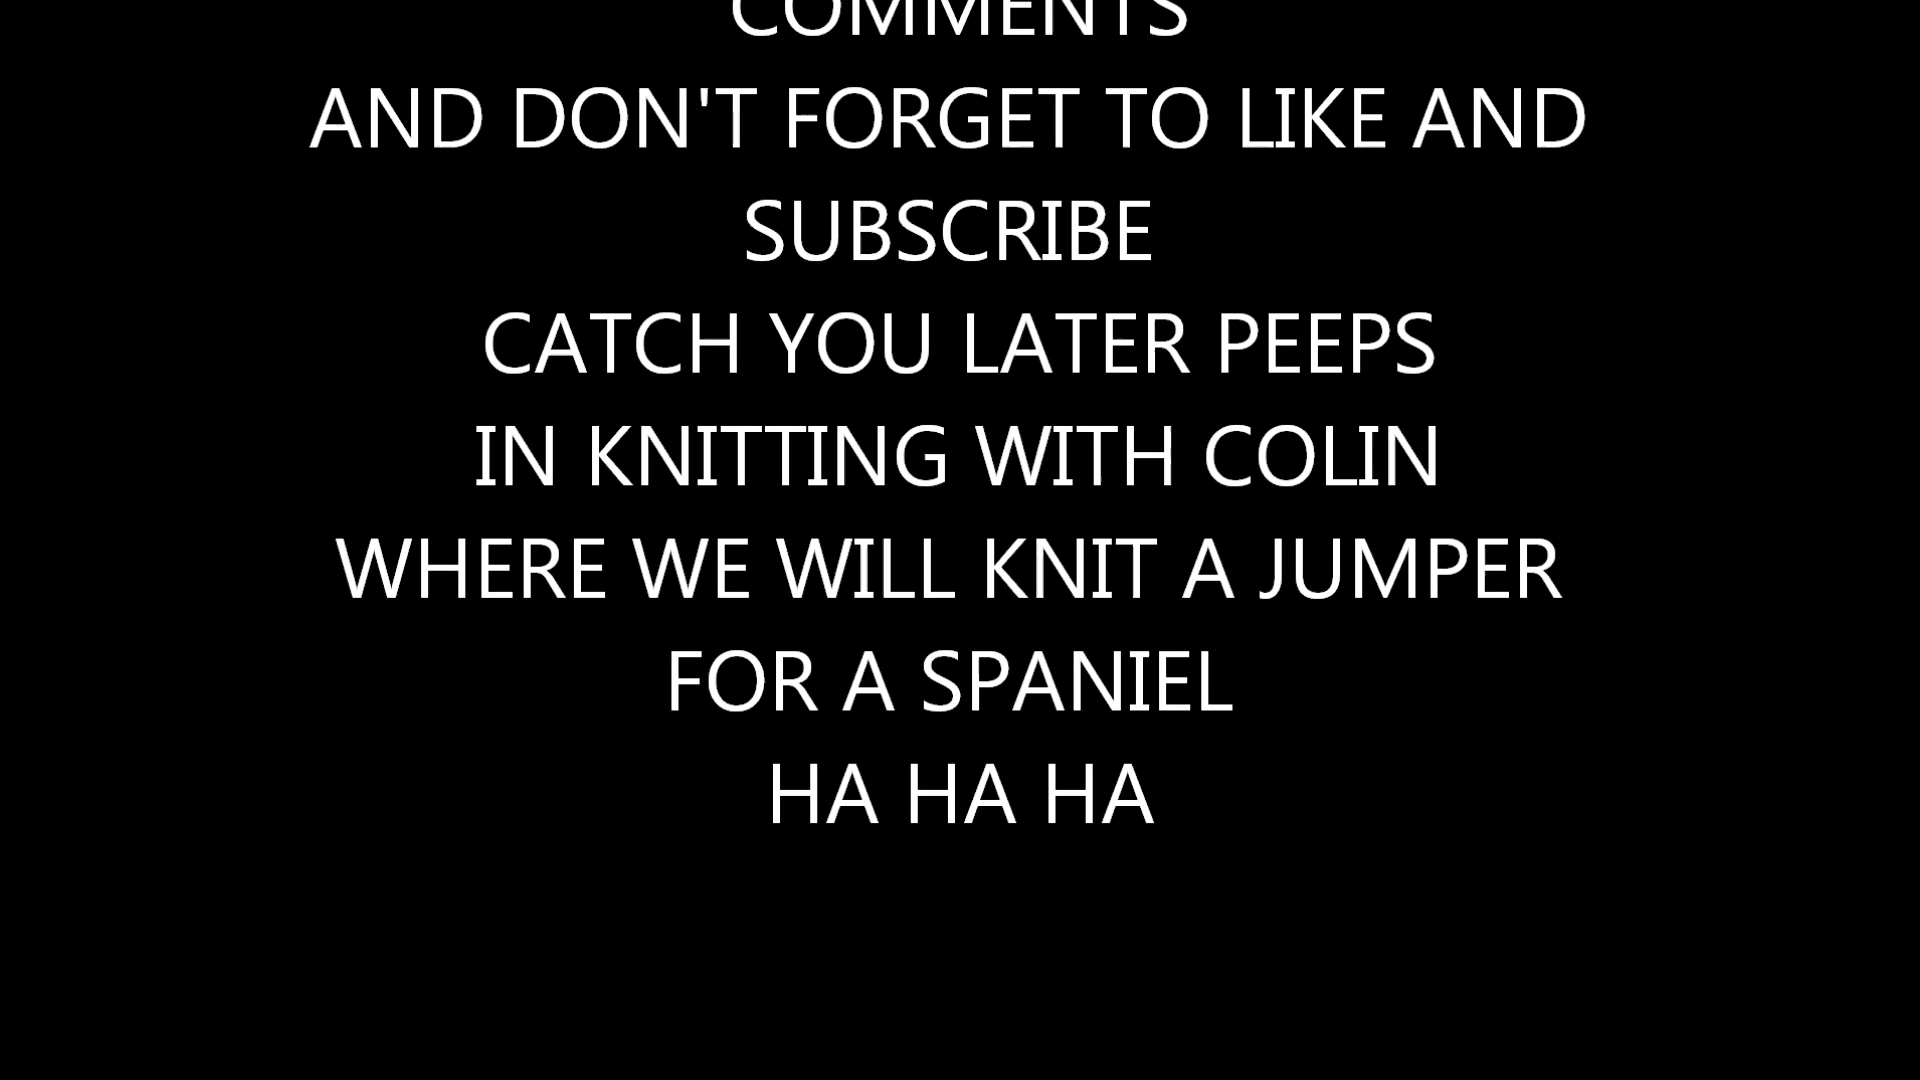 COMMENTS
AND DON'T FORGET TO LIKE AND
SUBSCRIBE
CATCH YOU LATER PEEPS
IN KNITTING WITH COLIN
WHERE WE WILL KNIT A JUMPER
FOR A SPANIEL
HA HA HA